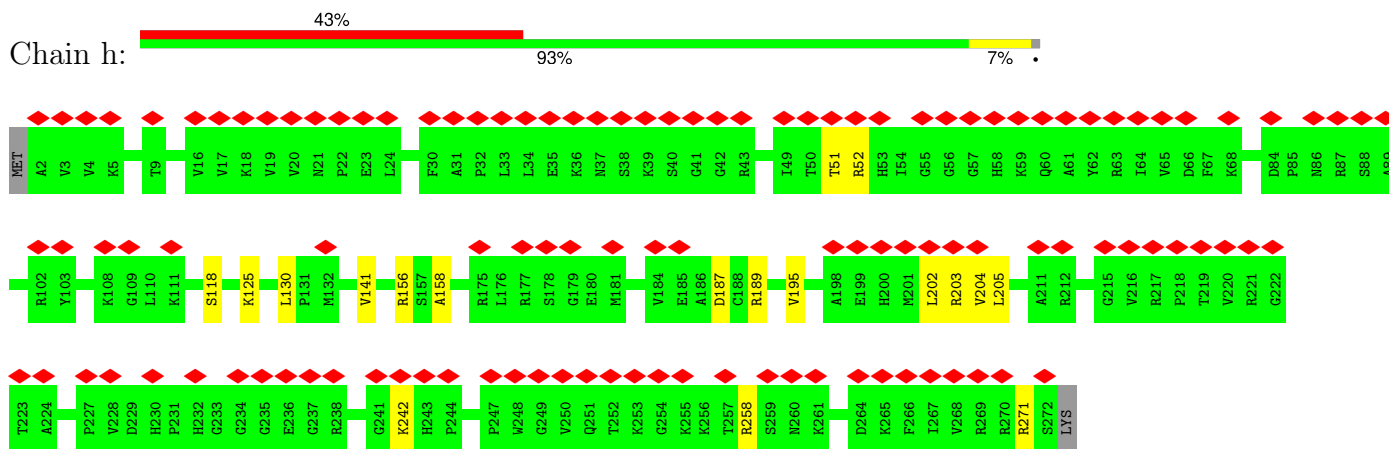 43%
Chain h:
93% 7% .
MET A2 V3 V4 K5 T9 V16 V17 K18 V19 V20 N21 P22 E23 L24 F30 A31 P32 L33 L34 E35 K36 N37 S38 K39 S40 G41 G42 R43 I49 T50 T51 R52 H53 I54 G55 G56 G57 H58 K59 Q60 A61 Y62 R63 I64 V65 D66 F67 K68 D84 P85 N86 R87 S88 A89
R102 Y103 K108 G109 L110 K111 S118 K125 L130 P131 M132 V141 R156 S157 A158 R175 L176 R177 S178 G179 E180 M181 V184 E185 A186 D187 C188 R189 V195 A198 E199 H200 M201 L202 R203 V204 L205 A211 R212 G215 V216 R217 P218 T219 V220 R221 G222
T223 A224 P227 V228 D229 H230 P231 H232 G233 G234 G235 E236 G237 R238 G241 K242 H243 P244 P247 W248 G249 V250 Q251 T252 K253 G254 K255 K256 T257 R258 S259 N260 K261 D264 K265 F266 I267 V268 R269 R270 R271 S272 LYS